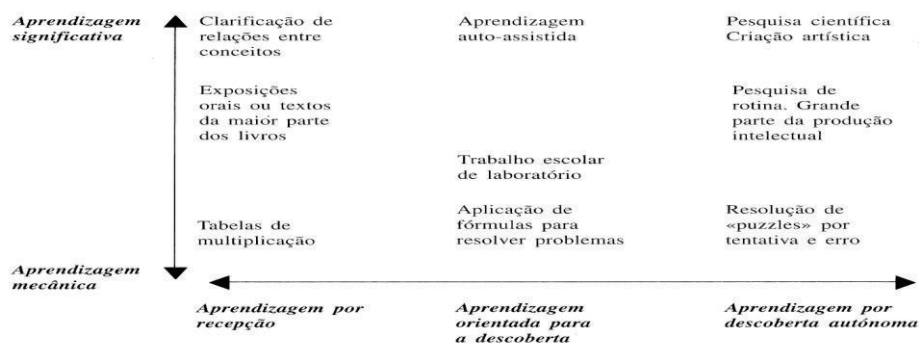 Aprendizagem
significativa
Clarificação de
relações entre
conceitos
Aprendizagem
auto-assistida
Pesquisa científica
Criação artística
Exposições
orais ou textos
da maior parte
dos livros
Pesquisa de
rotina. Grande
parte da produção
intelectual
Trabalho escolar
de laboratório
Tabelas de
multiplicação
Aplicação de
fórmulas para
resolver problemas
Resolução de
«puzzles» por
tentativa e erro
Aprendizagem
mecânica
Aprendizagem por
recepção
Aprendizagem
orientada para
a descoberta
Aprendizagem por
descoberta autónoma